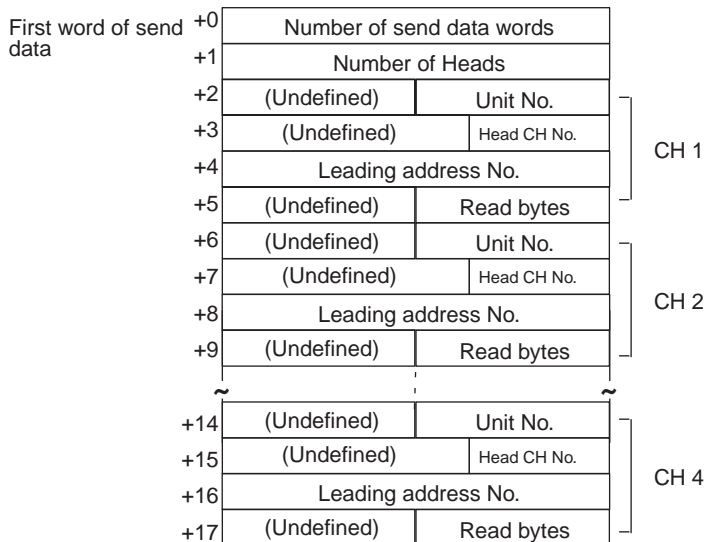 First word of send data
+0 Number of send data words
+1 Number of Heads
+2 (Undefined) Unit No.
+3 (Undefined) Head CH No.
CH 1
+4 Leading address No.
+5 (Undefined) Read bytes
+6 (Undefined) Unit No.
+7 (Undefined) Head CH No.
CH 2
+8 Leading address No.
+9 (Undefined) Read bytes
~ ~
+14 (Undefined) Unit No.
+15 (Undefined) Head CH No.
CH 4
+16 Leading address No.
+17 (Undefined) Read bytes